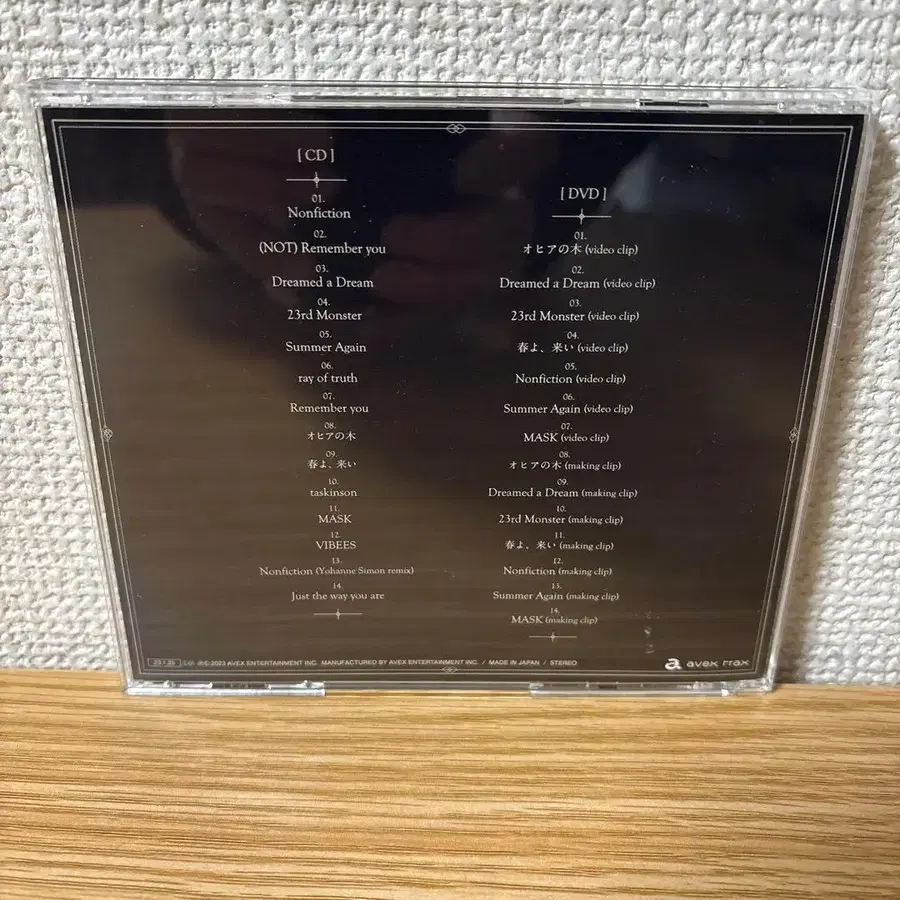 [ CD ]
01.
Nonfiction
02.
(NOT) Remember you
03.
Dreamed a Dream
04.
23rd Monster
05.
Summer Again
06.
ray of truth
07.
Remember you
08.
オヒアの木
09.
春よ、来い
10.
taskinson
11.
MASK
12.
VIBEES
13.
Nonfiction (Yohanne Simon remix)
14.
Just the way you are
[ DVD ]
01.
オヒアの木 (video clip)
02.
Dreamed a Dream (video clip)
03.
23rd Monster (video clip)
04.
春よ、来い (video clip)
05.
Nonfiction (video clip)
06.
Summer Again (video clip)
07.
MASK (video clip)
08.
オヒアの木 (making clip)
09.
Dreamed a Dream (making clip)
10.
23rd Monster (making clip)
11.
春よ、来い (making clip)
12.
Nonfiction (making clip)
13.
Summer Again (making clip)
14.
MASK (making clip)
℗© 2023 AVEX ENTERTAINMENT INC. MANUFACTURED BY AVEX ENTERTAINMENT INC. / MADE IN JAPAN / STEREO
a avex trax